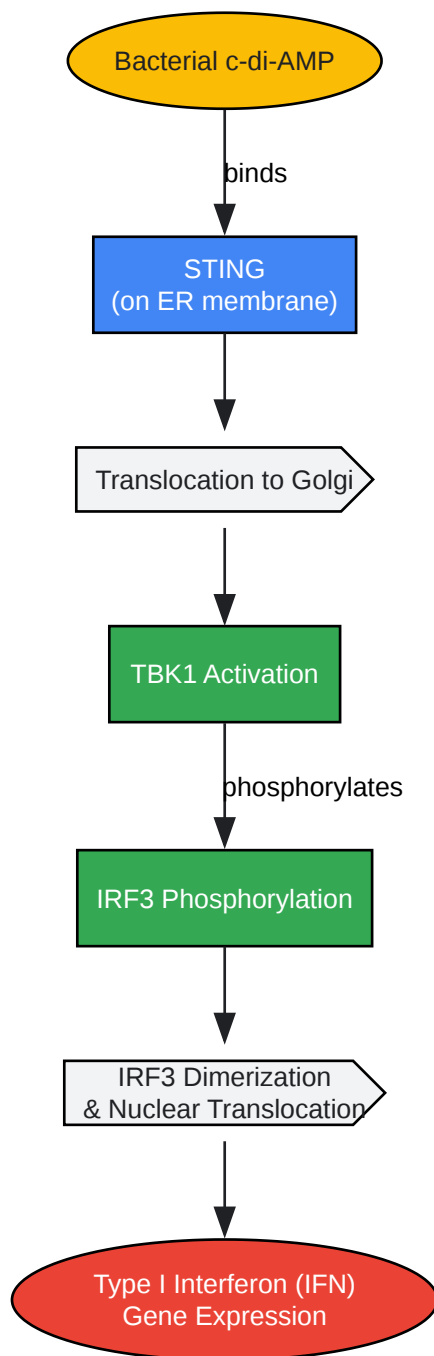 Bacterial c-di-AMP
binds
STING
(on ER membrane)
Translocation to Golgi
TBK1 Activation
phosphorylates
IRF3 Phosphorylation
IRF3 Dimerization
& Nuclear Translocation
Type I Interferon (IFN)
Gene Expression